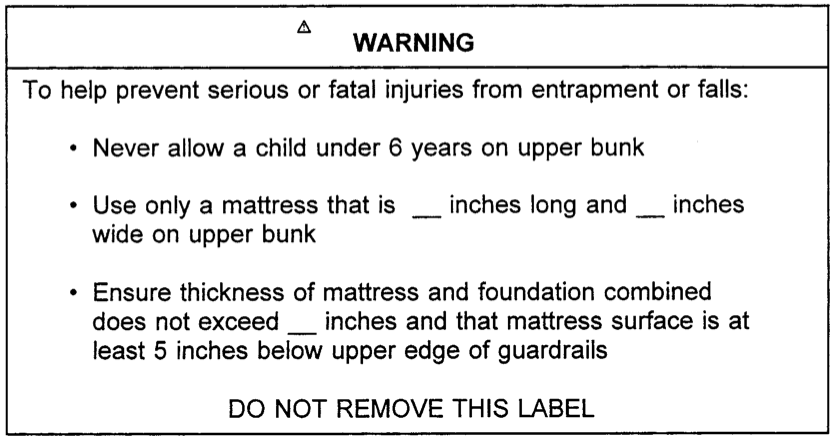 ⚠ WARNING
To help prevent serious or fatal injuries from entrapment or falls:
• Never allow a child under 6 years on upper bunk
• Use only a mattress that is __ inches long and __ inches
wide on upper bunk
• Ensure thickness of mattress and foundation combined
does not exceed __ inches and that mattress surface is at
least 5 inches below upper edge of guardrails
DO NOT REMOVE THIS LABEL